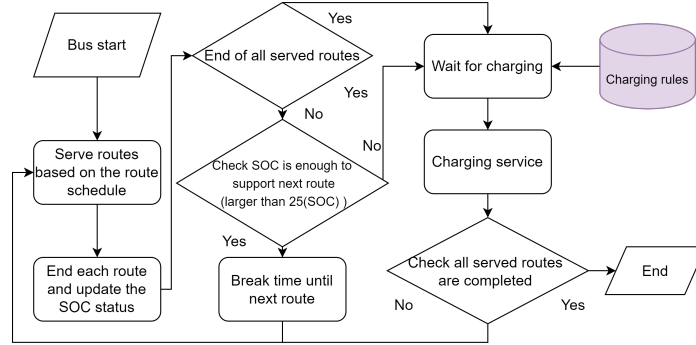 Bus start
Yes
End of all served routes
Wait for charging
Charging rules
Yes
No
No
Serve routes
based on the route
schedule
Check SOC is enough to
support next route
(larger than 25(SOC) )
Charging service
Yes
End each route
and update the
SOC status
Break time until
next route
Check all served routes
are completed
End
No
Yes